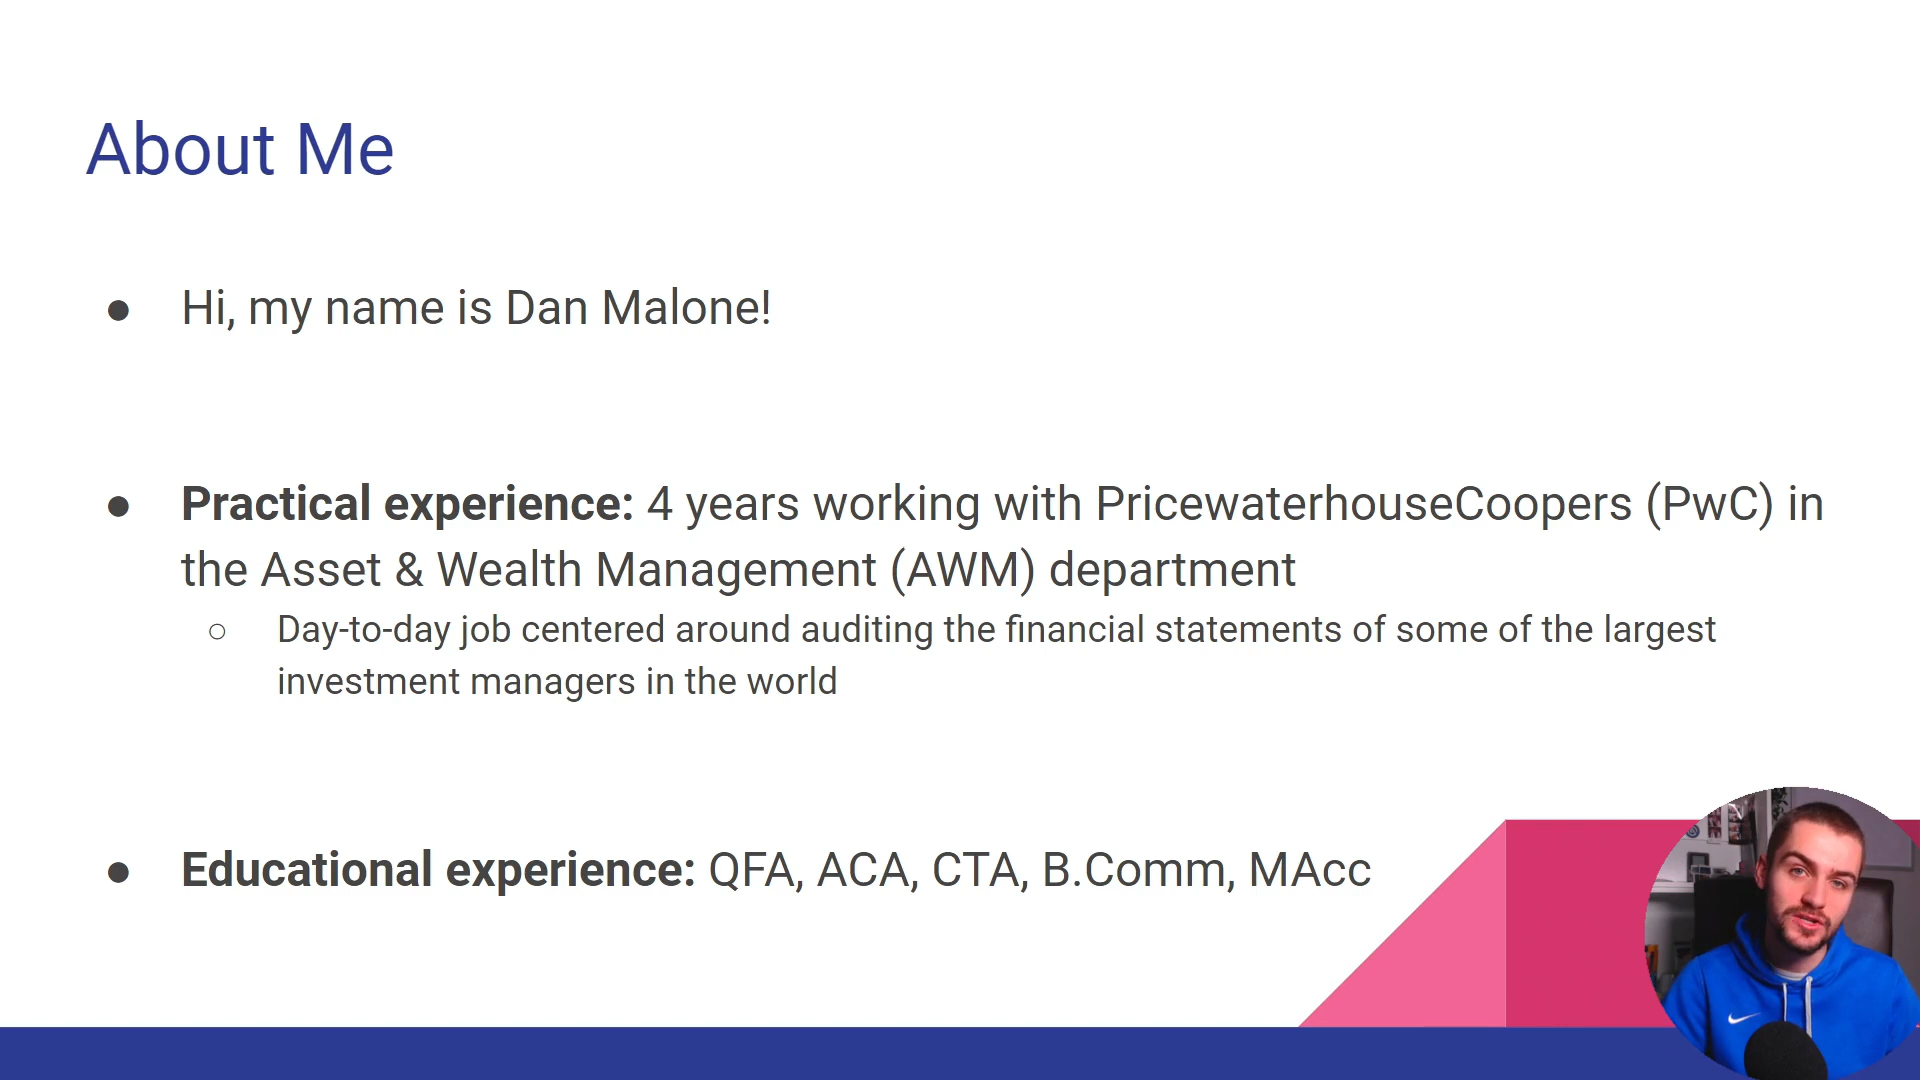 About Me
● Hi, my name is Dan Malone!
● Practical experience: 4 years working with PricewaterhouseCoopers (PwC) in
the Asset & Wealth Management (AWM) department
○ Day-to-day job centered around auditing the financial statements of some of the largest
investment managers in the world
● Educational experience: QFA, ACA, CTA, B.Comm, MAcc